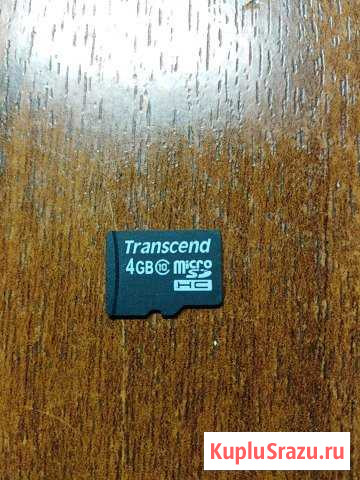 Transcend
4GB 10 micro
SD
HC
KupluSrazu.ru